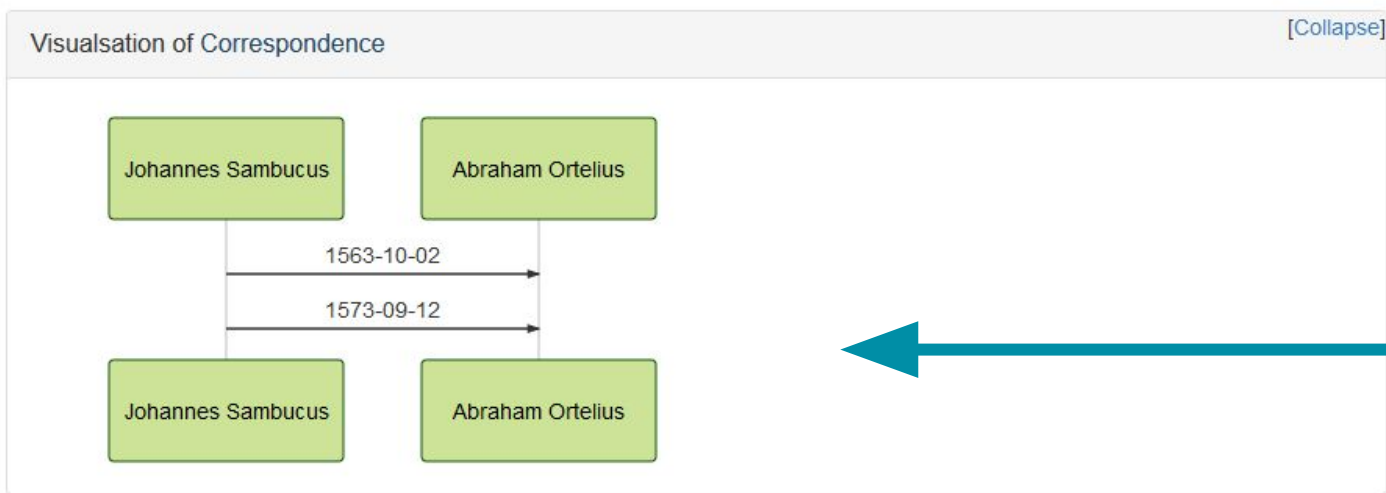 Visualsation of Correspondence
[Collapse]
Johannes Sambucus
Abraham Ortelius
1563-10-02
1573-09-12
Johannes Sambucus
Abraham Ortelius